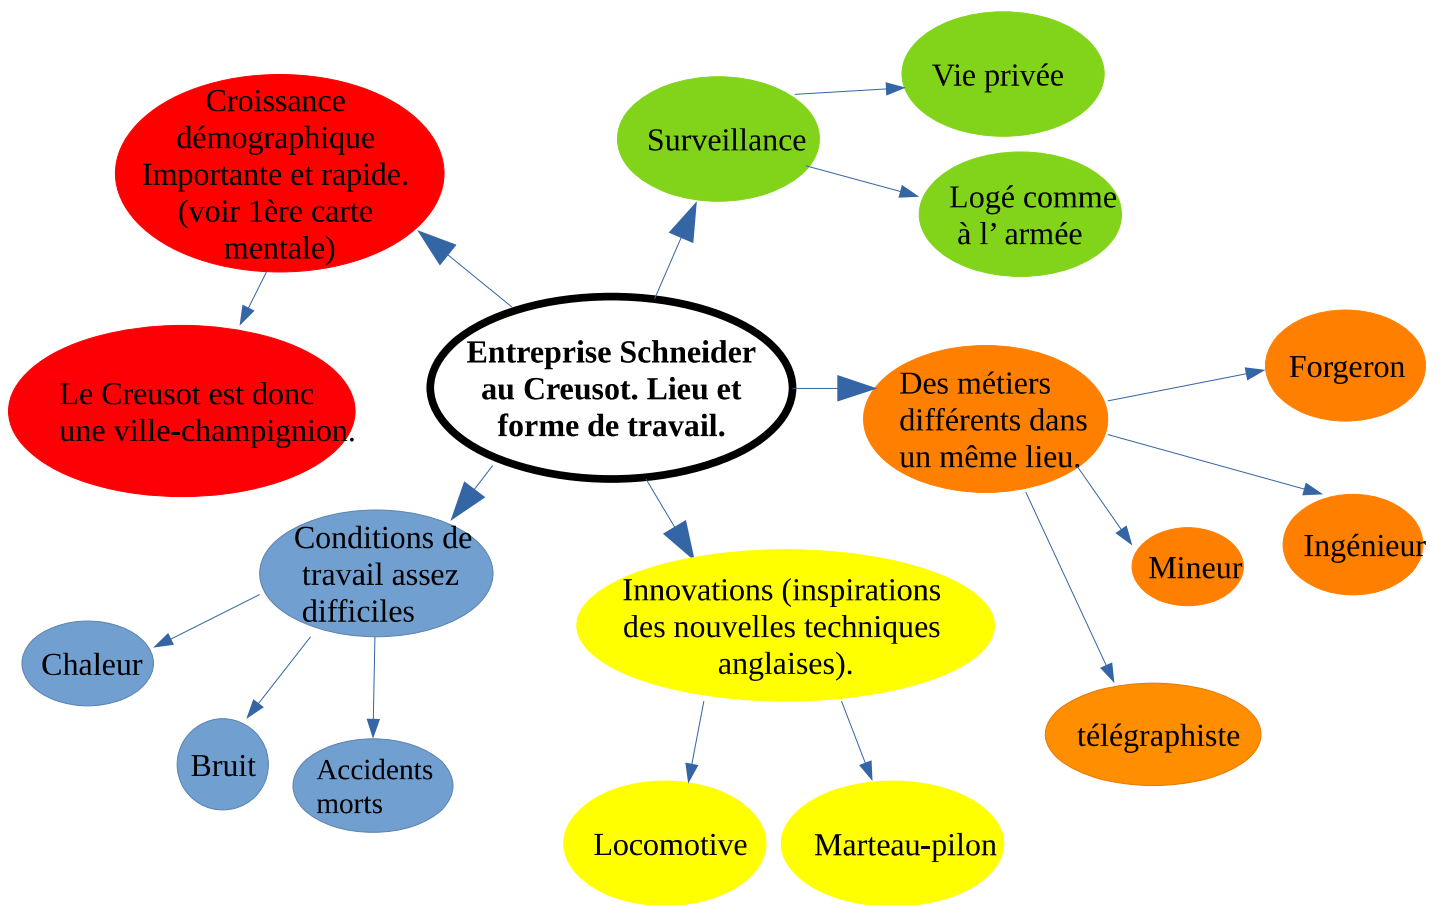 Croissance
démographique
Importante et rapide.
(voir 1ère carte
mentale)
Le Creusot est donc
une ville-champignion.
Surveillance
Vie privée
Logé comme
à l’ armée
Entreprise Schneider
au Creusot. Lieu et
forme de travail.
Des métiers
différents dans
un même lieu.
Forgeron
Ingénieur
Mineur
télégraphiste
Conditions de
travail assez
difficiles
Chaleur
Bruit
Accidents
morts
Innovations (inspirations
des nouvelles techniques
anglaises).
Locomotive
Marteau-pilon